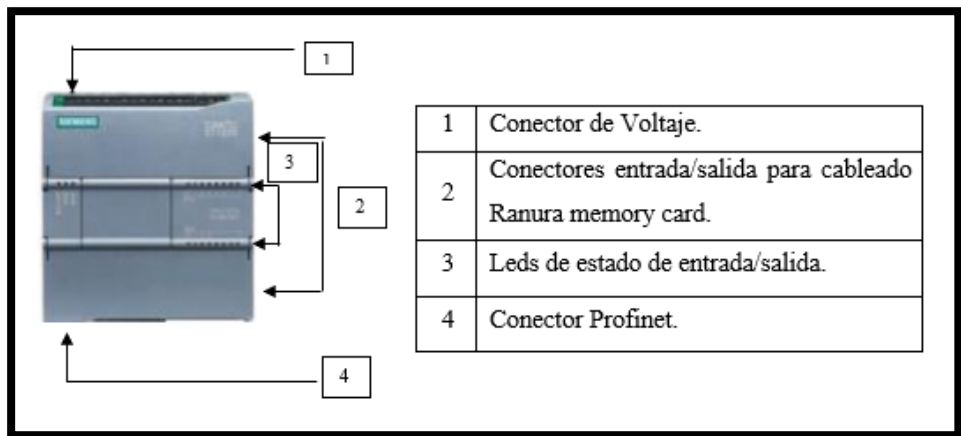 1
SIEMENS
3
2
4
1 Conector de Voltaje.
2 Conectores entrada/salida para cableado
Ranura memory card.
3 Leds de estado de entrada/salida.
4 Conector Profinet.